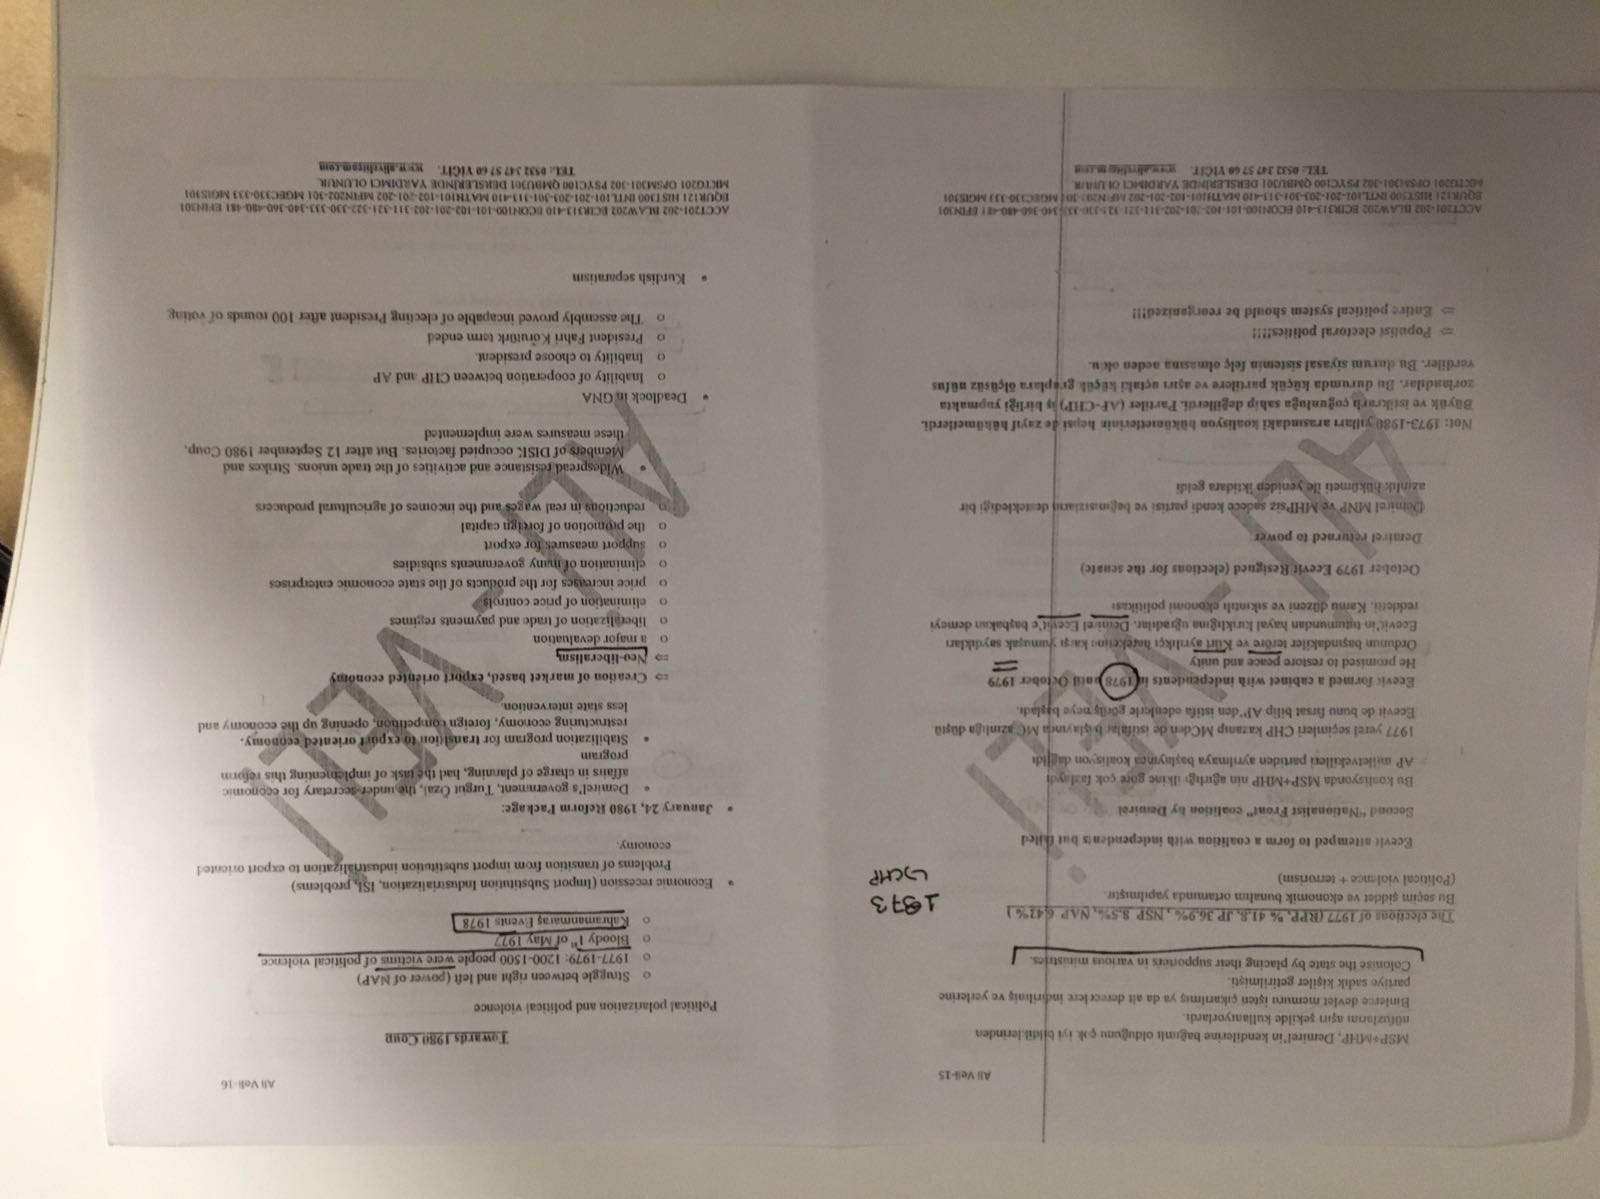 Ali Veli-15
MSP+MHP, Demirel'in kendilerine bağımlı olduğunu çok iyi bildiklerinden
nüfuzlarını aşırı şekilde kullanıyorlardı.
Binlerce devlet memuru işten çıkarılmış ya da alt derecelere indirilmiş ve yerlerine
partiye sadık kişiler getirilmişti.
Colonise the state by placing their supporters in various ministries.
The elections of 1977 (RPP, % 41,8, JP 36,9% , NSP 8,5%, NAP 6,42% )
Bu seçim şiddet ve ekonomik bunalım ortamında yapılmıştır.
(Political violence + terrorism)
1973
↳CHP
Ecevit attemped to form a coalition with independents but failed
Second "Nationalist Front" coalition by Demirel
Bu koalisyonda MSP+MHP nin ağırlığı ilkine göre çok fazlaydı
AP milletvekilleri partiden ayrılmaya başlayınca koalisyon dağıldı
1977 yerel seçimleri CHP kazanıp MCden de istifalar başlayınca MC azınlığa düştü.
Ecevit de bunu fırsat bilip AP'den istifa edenlerle görüşmeye başladı.
Ecevit formed a cabinet with independents in 1978 until October 1979
He promised to restore peace and unity
Ordunun başındakiler teröre ve Kürt ayrılıkçı hareketine karşı yumuşak saydıkları
Ecevit'in tutumundan hayal kırıklığına uğradılar. Demirel Ecevit'e başbakan demeyi
reddetti. Kamu düzeni ve sıkıntılı ekonomi politikası
October 1979 Ecevit Resigned (elections for the senate)
Demirel returned to power
Demirel MNP ve MHPsiz sadece kendi partisi ve bağımsızların desteklediği bir
azınlık hükümeti ile yeniden iktidara geldi
Not: 1973-1980 yılları arasındaki koalisyon hükümetlerinin hepsi de zayıf hükümetlerdi.
Büyük ve istikrarlı çoğunluğa sahip değillerdi. Partiler (AP-CHP) iş birliği yapmakta
zorlandılar. Bu durumda küçük partilere ve aşırı uçtaki küçük gruplara ölçüsüz nüfus
verdiler. Bu durum siyasal sistemin felç olmasına neden oldu.
⇒ Populist electoral politics!!!!
⇒ Entire political system should be reorganized!!!
ALI - VELI
ACCT201-202 BLAW202 ECIR313-410 ECON100-101-102-201-202-311-321-322-330-333-340-360-480-481 EFIN301
EQUR121 HIST300 INTL101-201-203-301-313-410 MATH101-102-201-202 MFIN202-301 MGEC330-333 MGIS301
MKTG201 OPSM301-302 PSYC100 QMBU301 DERSLERİNDE YARDIMCI OLUNUR
TEL: 0532 347 57 60 YİĞİT. www.aliveliteam.com
Ali Veli-16
Towards 1980 Coup
Political polarization and political violence
o Struggle between right and left (power of NAP)
o 1977-1979: 1200-1500 people were victims of political violence
o Bloody 1st of May 1977
o Kahramanmaraş Events 1978
• Economic recession (Import Substitution Industrialization, ISI, problems)
Problems of transition from import substitution industrialization to export oriented
economy.
• January 24, 1980 Reform Package:
• Demirel's government, Turgut Özal, the under-secretary for economic
affairs in charge of planning, had the task of implementing this reform
program
• Stabilization program for transition to export oriented economy.
restructuring economy, foreign competition, opening up the economy and
less state intervention.
⇒ Creation of market based, export oriented economy
⇒ Neo-liberalism
o a major devaluation
o liberalization of trade and payments regimes
o elimination of price controls
o price increases for the products of the state economic enterprises
o elimination of many governments subsidies
o support measures for export
o the promotion of foreign capital
o reductions in real wages and the incomes of agricultural producers
• Widespread resistance and activities of the trade unions. Strikes and
Members of DISK occupied factories. But after 12 September 1980 Coup,
these measures were implemented
• Deadlock in GNA
o Inability of cooperation between CHP and AP
o Inability to choose president.
o President Fahri Korutürk term ended
o The assembly proved incapable of electing President after 100 rounds of voting
• Kurdish separatism
ALI - VELI
ACCT201-202 BLAW202 ECIR313-410 ECON100-101-102-201-202-311-321-322-330-333-340-360-480-481 EFIN301
EQUR121 HIST300 INTL101-201-203-301-313-410 MATH101-102-201-202 MFIN202-301 MGEC330-333 MGIS301
MKTG201 OPSM301-302 PSYC100 QMBU301 DERSLERİNDE YARDIMCI OLUNUR
TEL: 0532 347 57 60 YİĞİT. www.aliveliteam.com